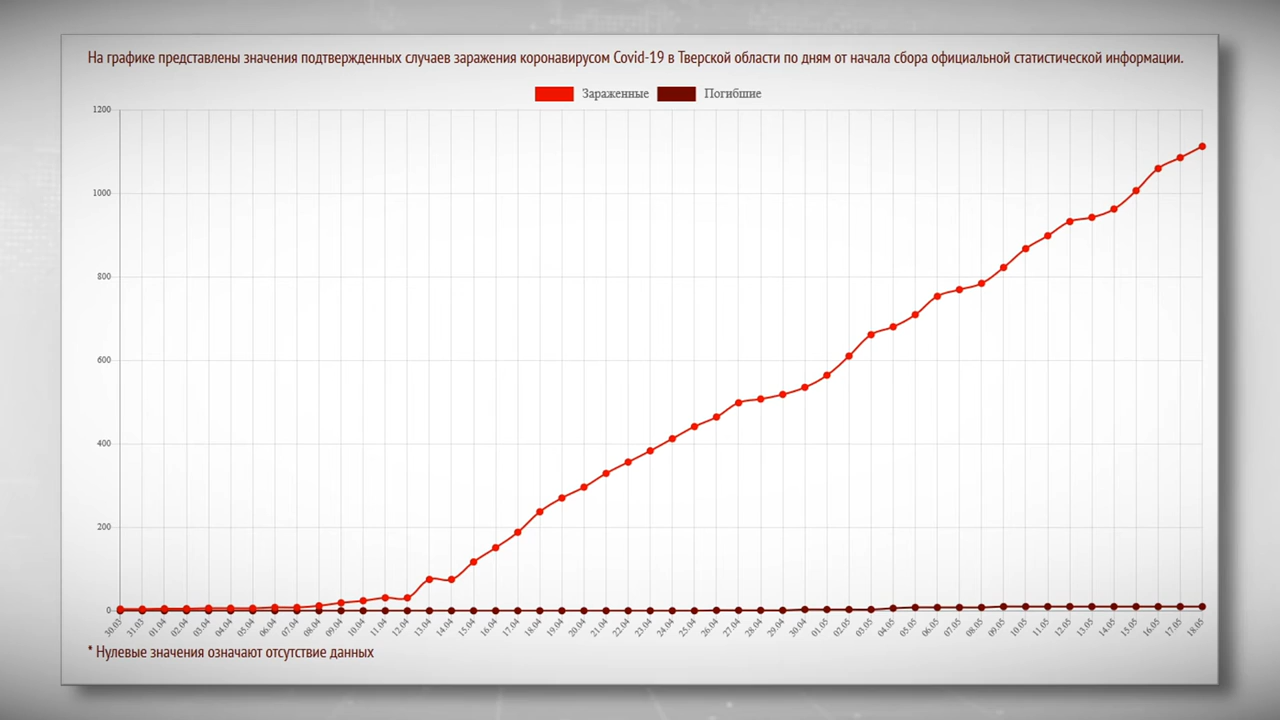 На графике представлены значения подтвержденных случаев заражения коронавирусом Covid-19 в Тверской области по дням от начала сбора официальной статистической информации.
Зараженные Погибшие
1200
1000
800
600
400
200
0
30.03 31.03 01.04 02.04 03.04 04.04 05.04 06.04 07.04 08.04 09.04 10.04 11.04 12.04 13.04 14.04 15.04 16.04 17.04 18.04 19.04 20.04 21.04 22.04 23.04 24.04 25.04 26.04 27.04 28.04 29.04 30.04 01.05 02.05 03.05 04.05 05.05 06.05 07.05 08.05 09.05 10.05 11.05 12.05 13.05 14.05 15.05 16.05 17.05 18.05
* Нулевые значения означают отсутствие данных